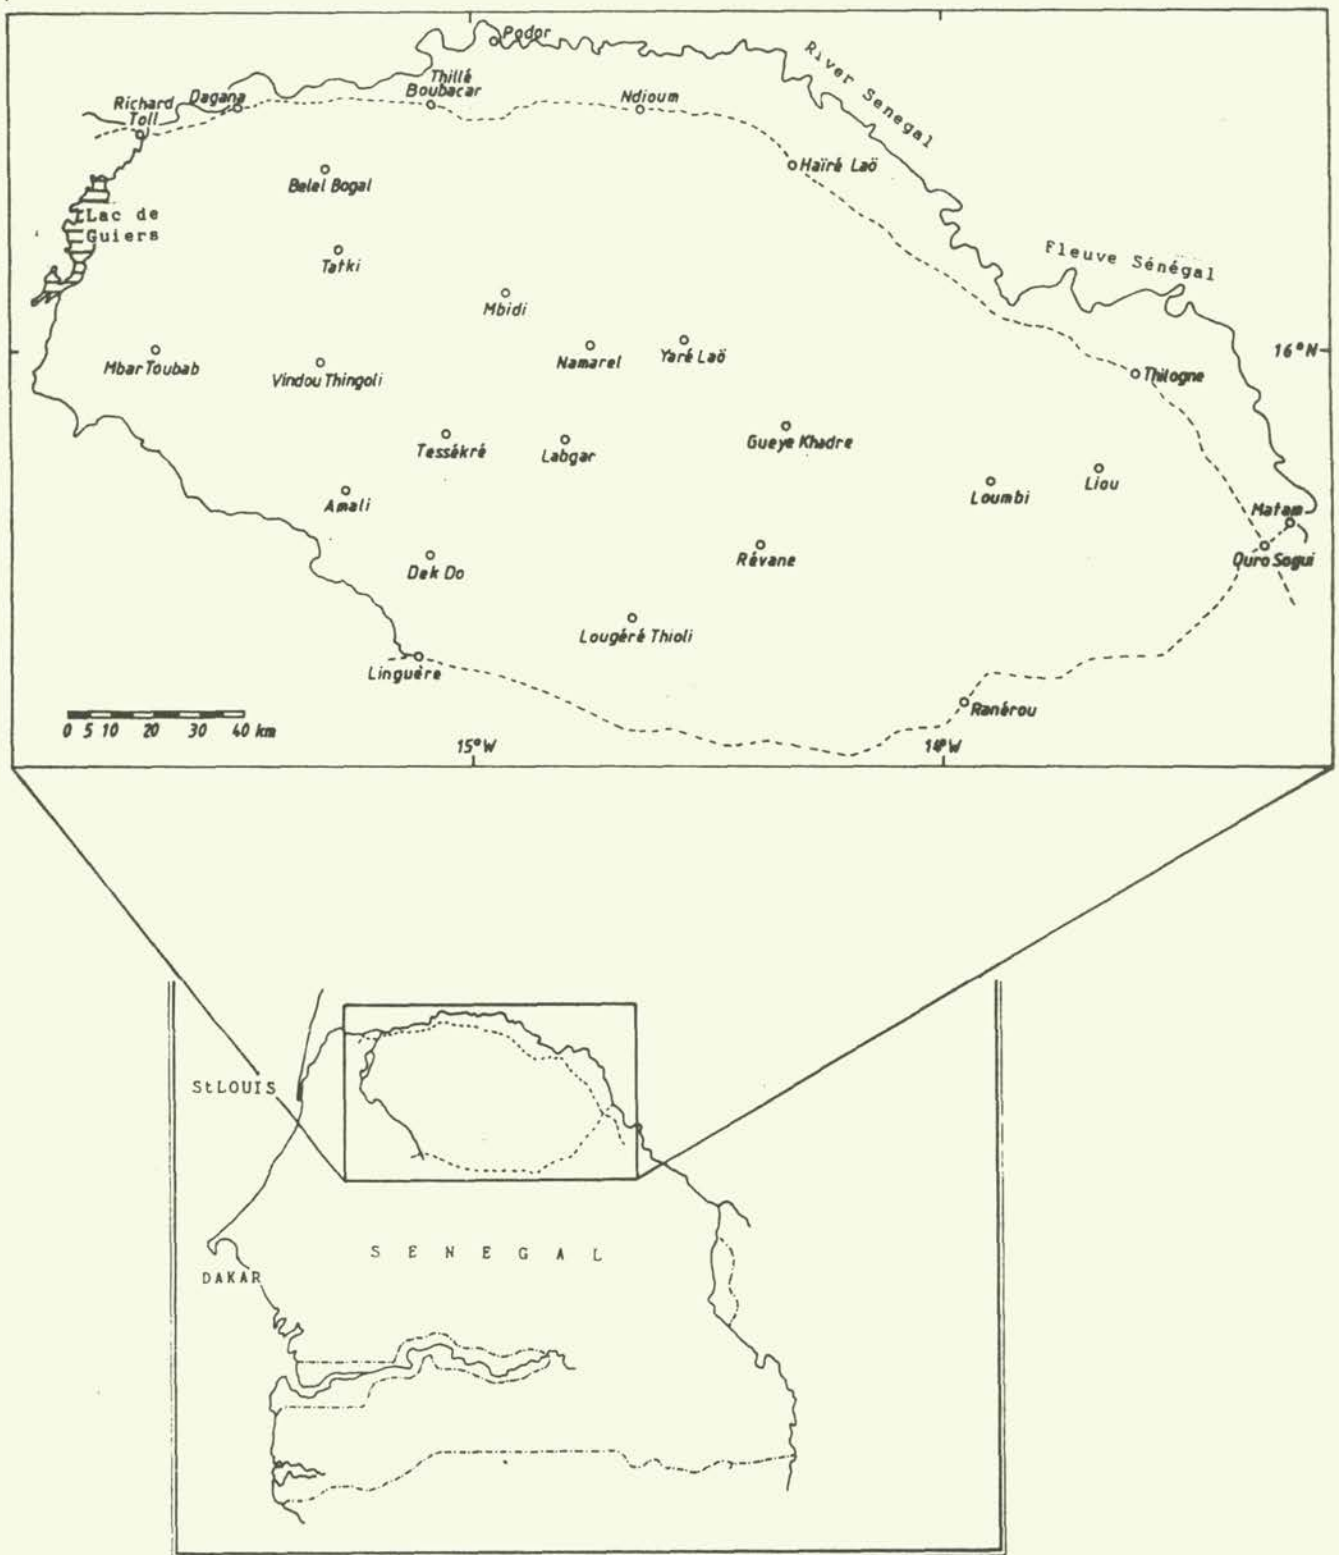 Podor
River Senegal
Thillé
Boubacar
Dagana
Richard
Toll
Ndioum
Haïré Laö
Belel Bogal
Lac de
Guiers
Fleuve Sénégal
Tatki
Mbidi
Mbar Toubab
Vindou Thingoli
Namarel
Yaré Laö
16°N
Thilogne
Tessékré
Labgar
Gueye Khadre
Amali
Loumbi
Liou
Matam
Dek Do
Révane
Ouro Sogui
Lougéré Thioli
Linguère
Ranérou
0 5 10 20 30 40 km
15°W
14°W
StLOUIS
SENEGAL
DAKAR